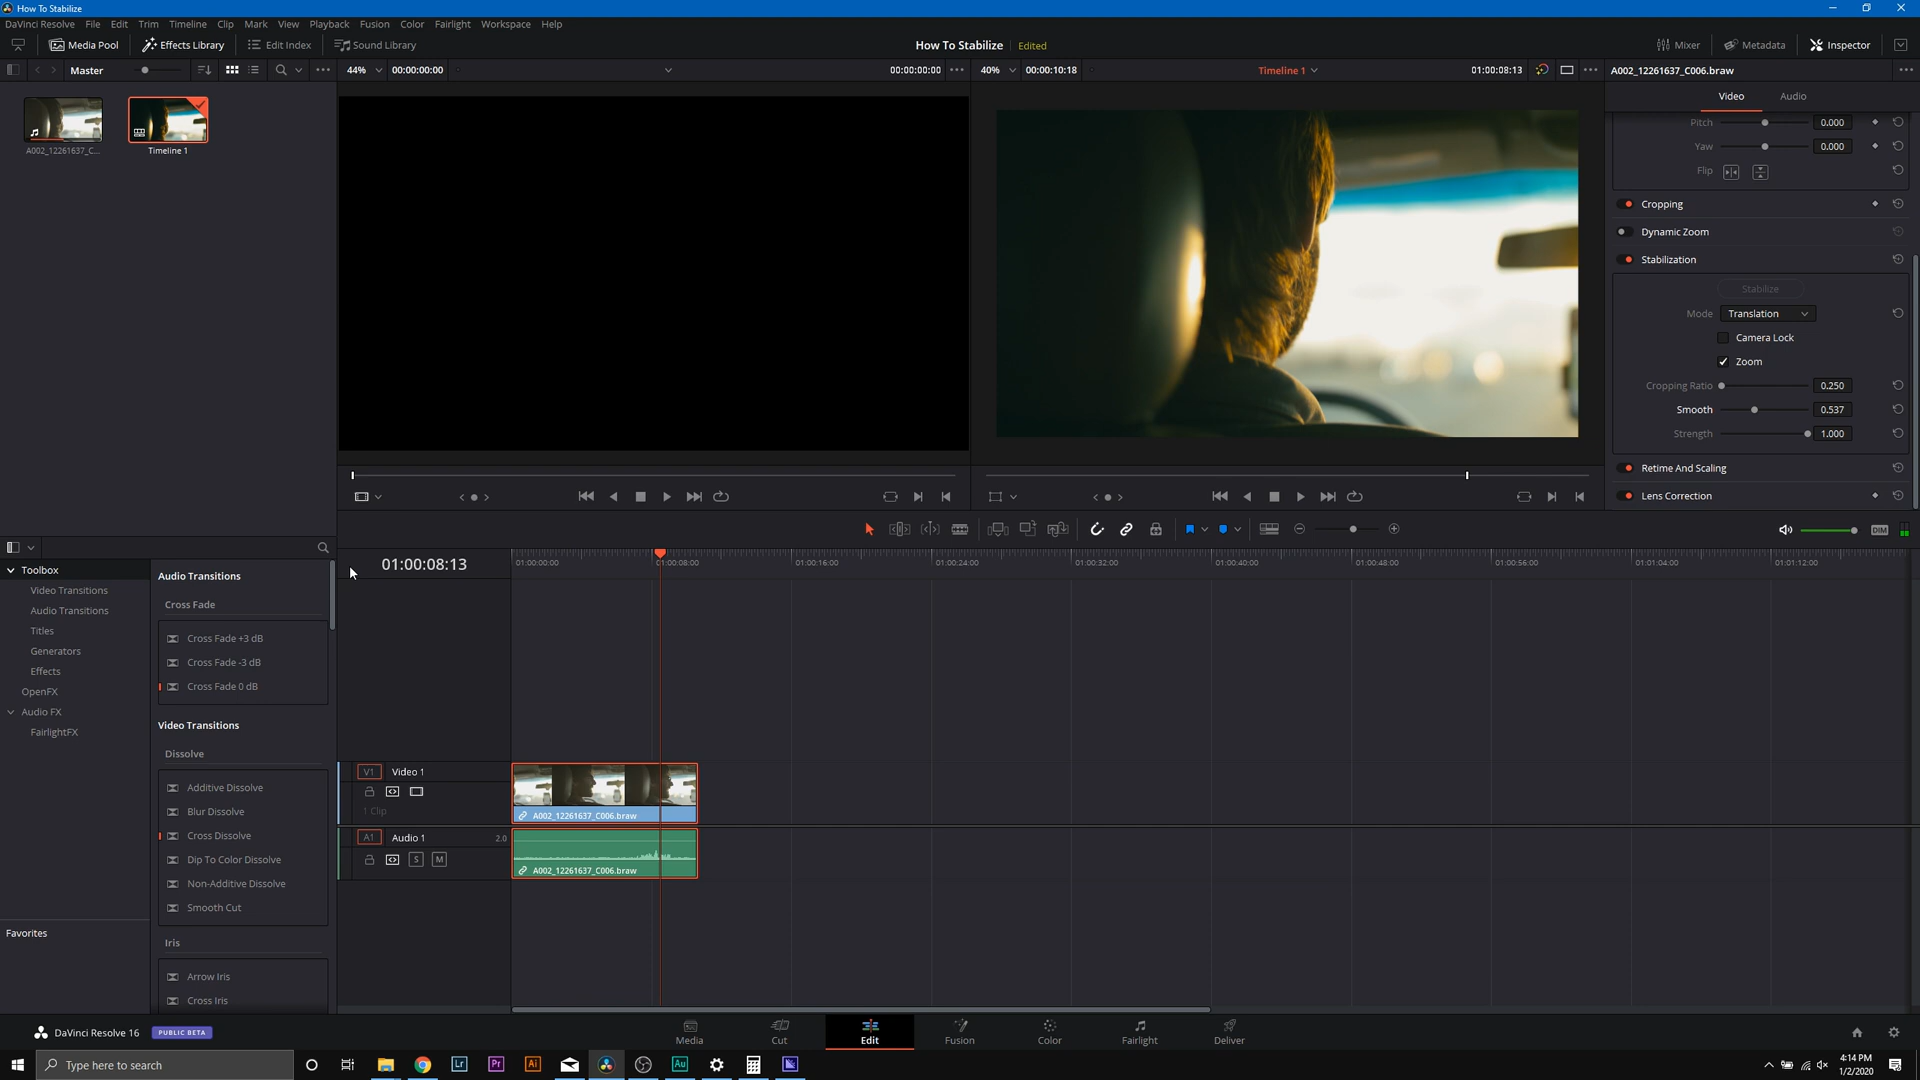 How To Stabilize
DaVinci Resolve File Edit Trim Timeline Clip Mark View Playback Fusion Color Fairlight Workspace Help
Media Pool Effects Library Edit Index Sound Library How To Stabilize Edited Mixer Metadata Inspector
Master 44% 00:00:00:00 00:00:00:00 40% 00:00:10:18 Timeline 1 01:00:08:13 A002_12261637_C006.braw
Video Audio
A002_12261637_C... Timeline 1
Pitch 0.000
Yaw 0.000
Flip
Cropping
Dynamic Zoom
Stabilization
Stabilize
Mode Translation
Camera Lock
Zoom
Cropping Ratio 0.250
Smooth 0.537
Strength 1.000
Retime And Scaling
Lens Correction
DIM
Toolbox
Video Transitions
Audio Transitions
Titles
Generators
Effects
OpenFX
Audio FX
FairlightFX
Favorites
Audio Transitions
Cross Fade
Cross Fade +3 dB
Cross Fade -3 dB
Cross Fade 0 dB
Video Transitions
Dissolve
Additive Dissolve
Blur Dissolve
Cross Dissolve
Dip To Color Dissolve
Non-Additive Dissolve
Smooth Cut
Iris
Arrow Iris
Cross Iris
01:00:08:13 01:00:00:00 01:00:08:00 01:00:16:00 01:00:24:00 01:00:32:00 01:00:40:00 01:00:48:00 01:00:56:00 01:01:04:00 01:01:12:00
V1 Video 1
1 Clip
A002_12261637_C006.braw
A1 Audio 1 2.0
S M
A002_12261637_C006.braw
DaVinci Resolve 16 PUBLIC BETA
Media Cut Edit Fusion Color Fairlight Deliver
Type here to search Lr Pr Ai Au
4:14 PM
1/2/2020